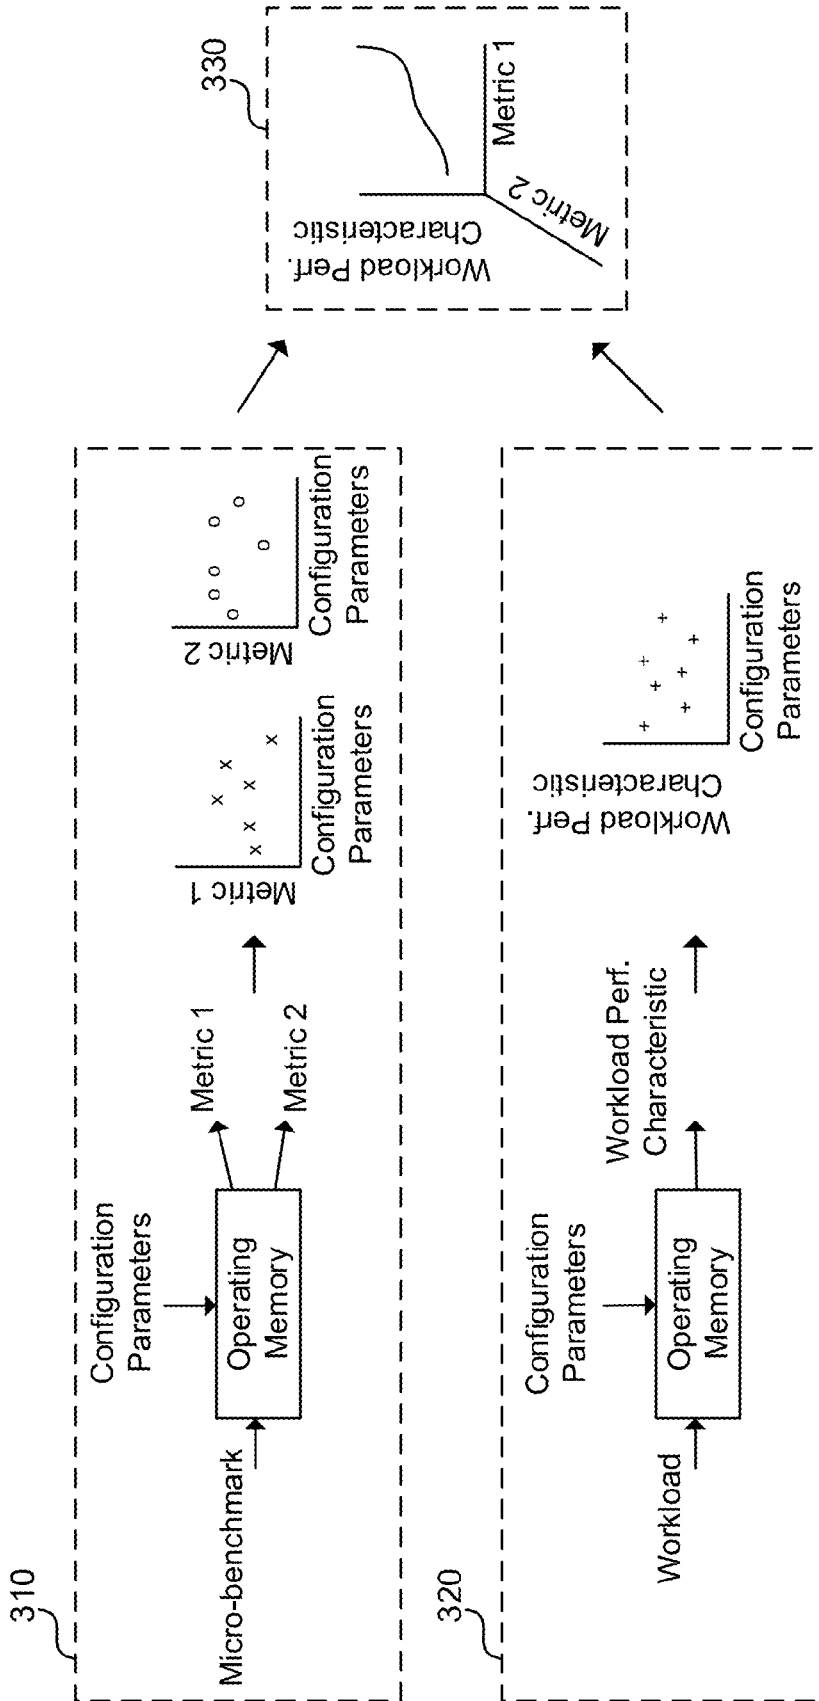 310
Micro-benchmark
Configuration
Parameters
Operating
Memory
Metric 1
Metric 2
Metric 1
Configuration
Parameters
Metric 2
Configuration
Parameters
320
Workload
Configuration
Parameters
Operating
Memory
Workload Perf.
Characteristic
Workload Perf.
Characteristic
Configuration
Parameters
330
Workload Perf.
Characteristic
Metric 1
Metric 2